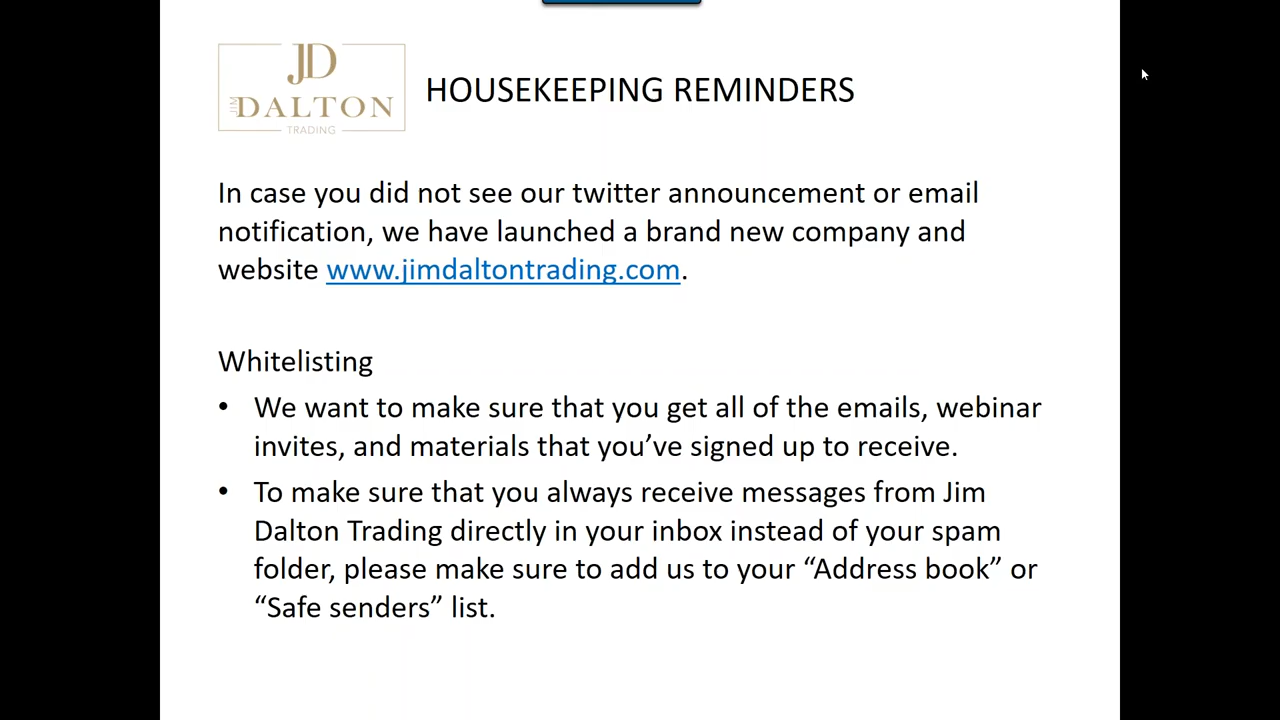 JD
JIM DALTON
TRADING
HOUSEKEEPING REMINDERS
In case you did not see our twitter announcement or email
notification, we have launched a brand new company and
website www.jimdaltontrading.com.
Whitelisting
• We want to make sure that you get all of the emails, webinar
invites, and materials that you’ve signed up to receive.
• To make sure that you always receive messages from Jim
Dalton Trading directly in your inbox instead of your spam
folder, please make sure to add us to your “Address book” or
“Safe senders” list.